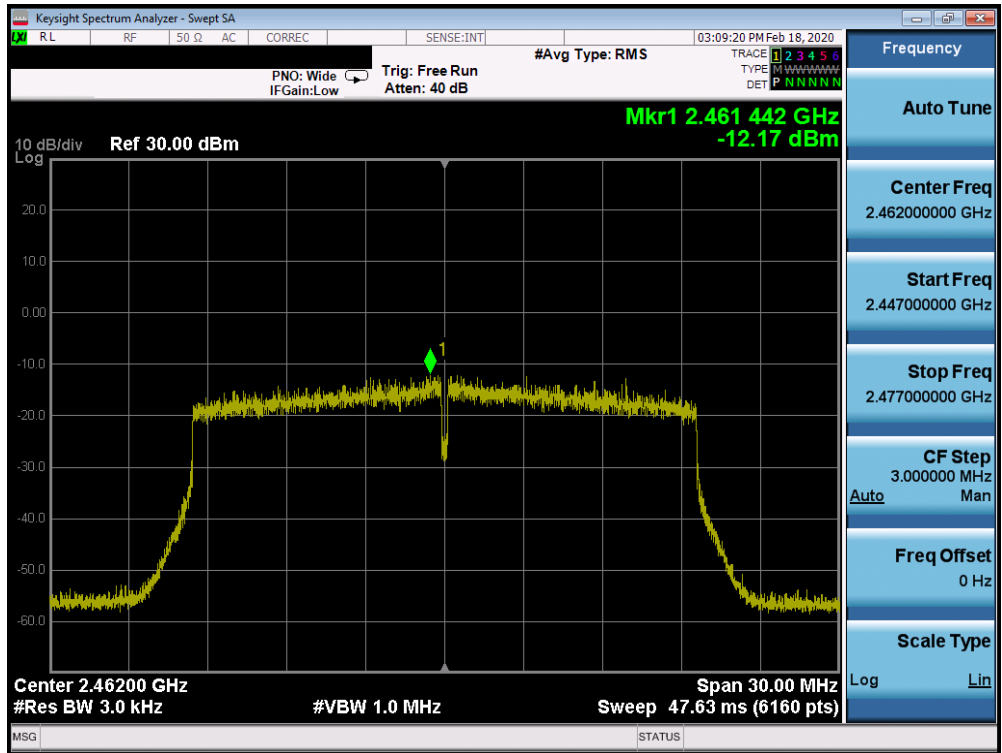 Keysight Spectrum Analyzer - Swept SA
LXI RL RF 50 Ω AC CORREC SENSE:INT 03:09:20 PM Feb 18, 2020
#Avg Type: RMS TRACE 1 2 3 4 5 6
PNO: Wide Trig: Free Run TYPE M W W W W W
IFGain:Low Atten: 40 dB DET P N N N N N
Mkr1 2.461 442 GHz
-12.17 dBm
10 dB/div Ref 30.00 dBm
Log
20.0
10.0
0.00
1
-10.0
-20.0
-30.0
-40.0
-50.0
-60.0
Center 2.46200 GHz Span 30.00 MHz
#Res BW 3.0 kHz #VBW 1.0 MHz Sweep 47.63 ms (6160 pts)
MSG STATUS
Frequency
Auto Tune
Center Freq
2.462000000 GHz
Start Freq
2.447000000 GHz
Stop Freq
2.477000000 GHz
CF Step
3.000000 MHz
Auto Man
Freq Offset
0 Hz
Scale Type
Log Lin